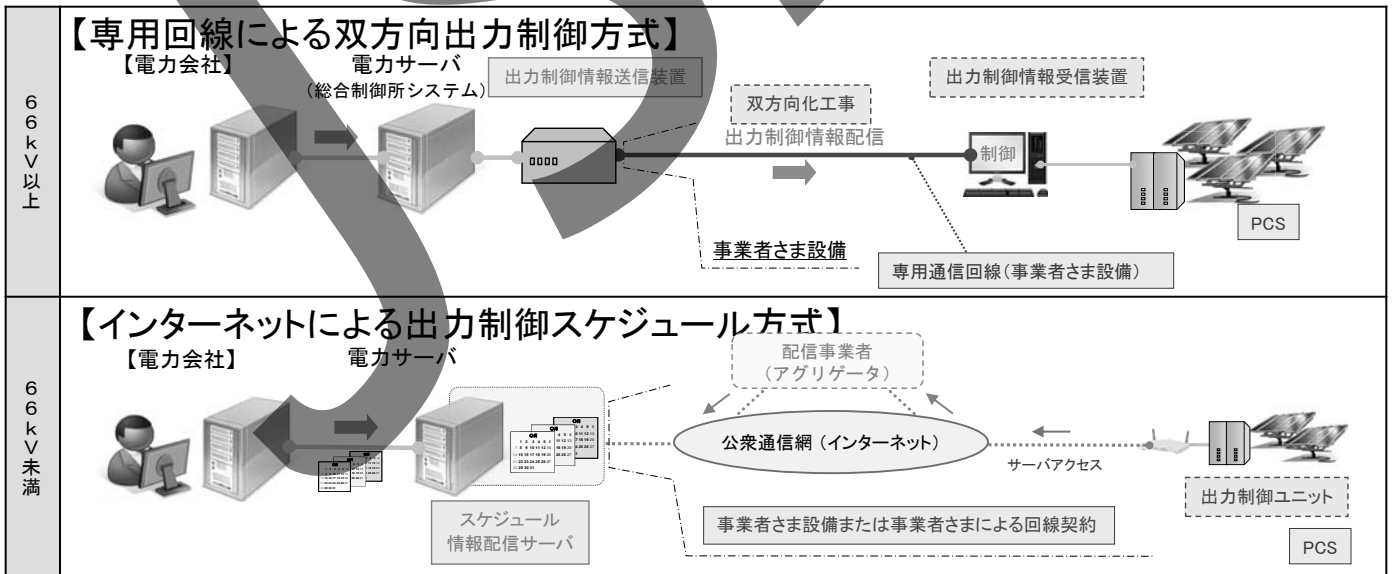 66kV以上
【専用回線による双方向出力制御方式】
【電力会社】
電力サーバ
(総合制御所システム)
出力制御情報送信装置
双方向化工事
出力制御情報配信
出力制御情報受信装置
制御
PCS
事業者さま設備
専用通信回線(事業者さま設備)
66kV未満
【インターネットによる出力制御スケジュール方式】
【電力会社】
電力サーバ
配信事業者
(アグリゲータ)
公衆通信網(インターネット)
サーバアクセス
出力制御ユニット
スケジュール
情報配信サーバ
事業者さま設備または事業者さまによる回線契約
PCS